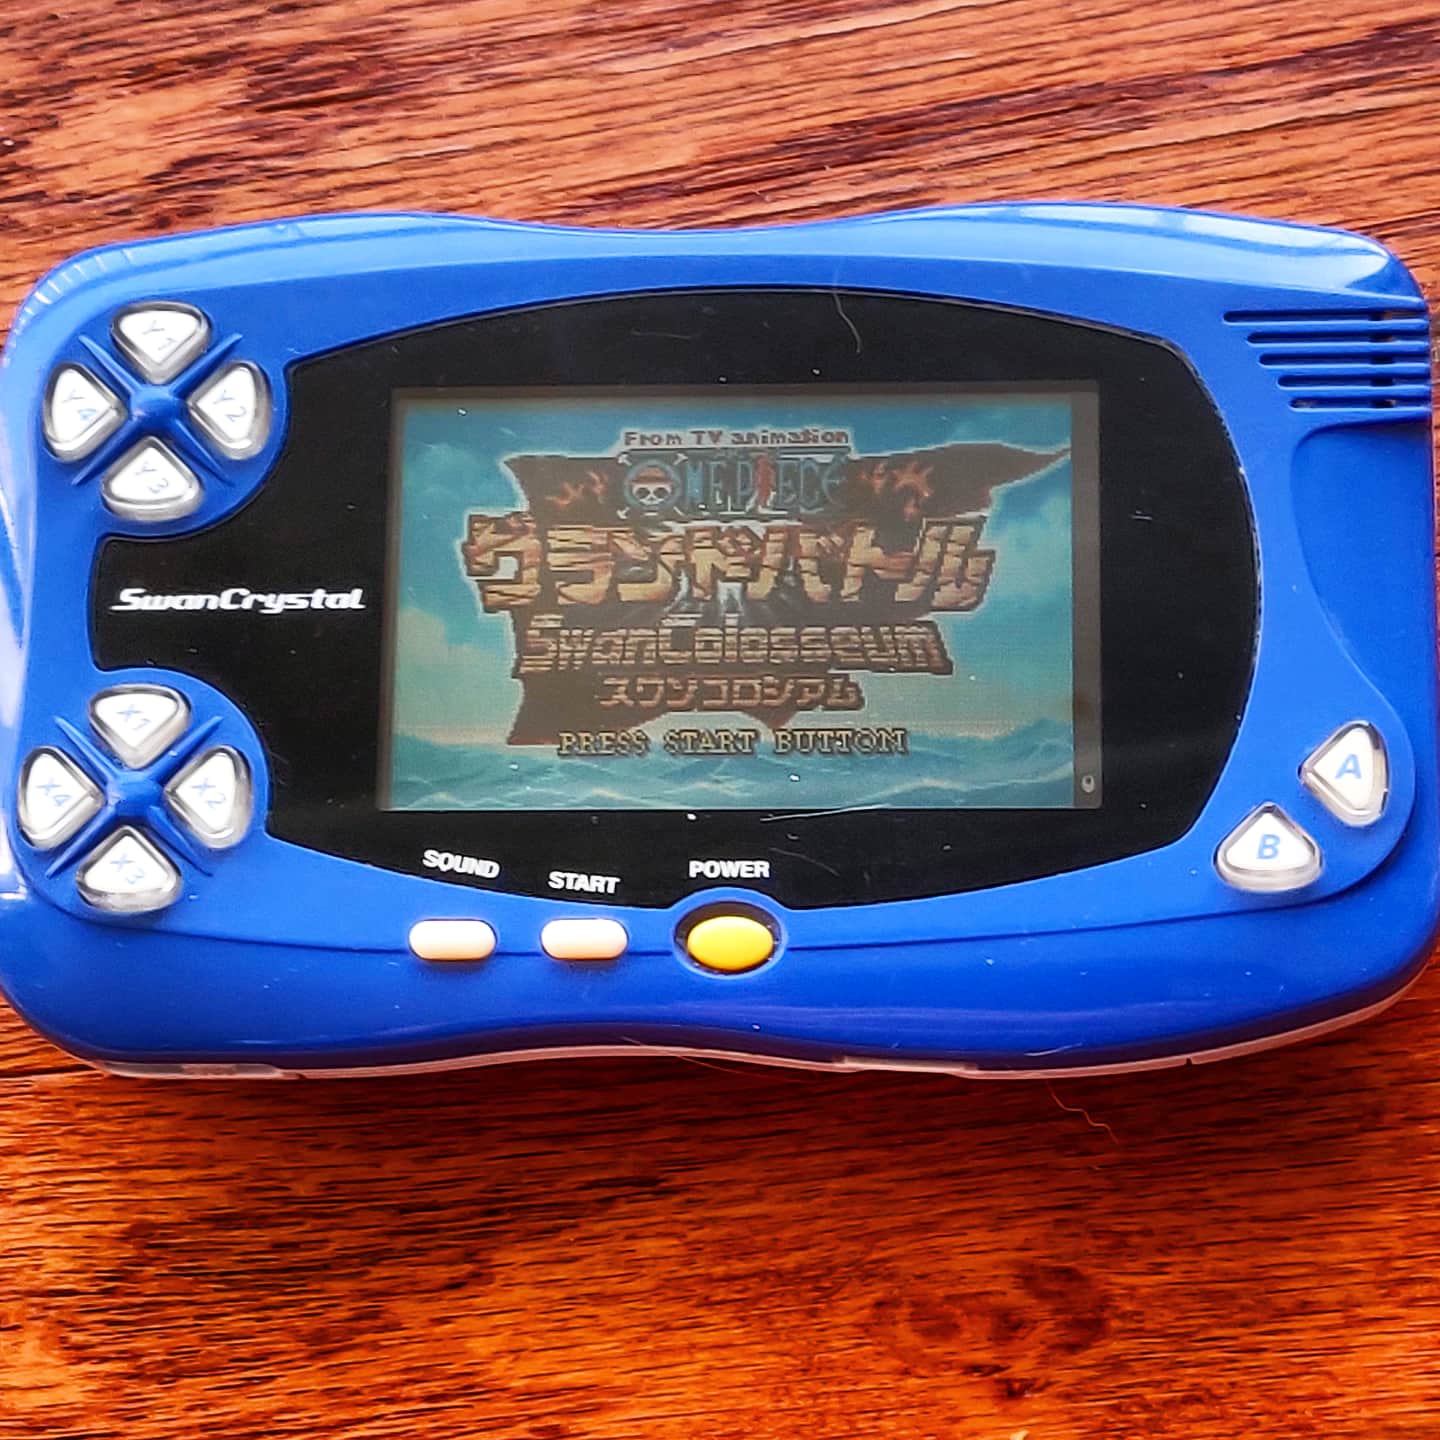 Y1
Y4
Y2
Y3
SwanCrystal
X1
X4
X2
X3
From TV animation
ONE PIECE
グランドバトル
SwanColosseum
スワンコロシアム
PRESS START BUTTON
A
B
SOUND
START
POWER